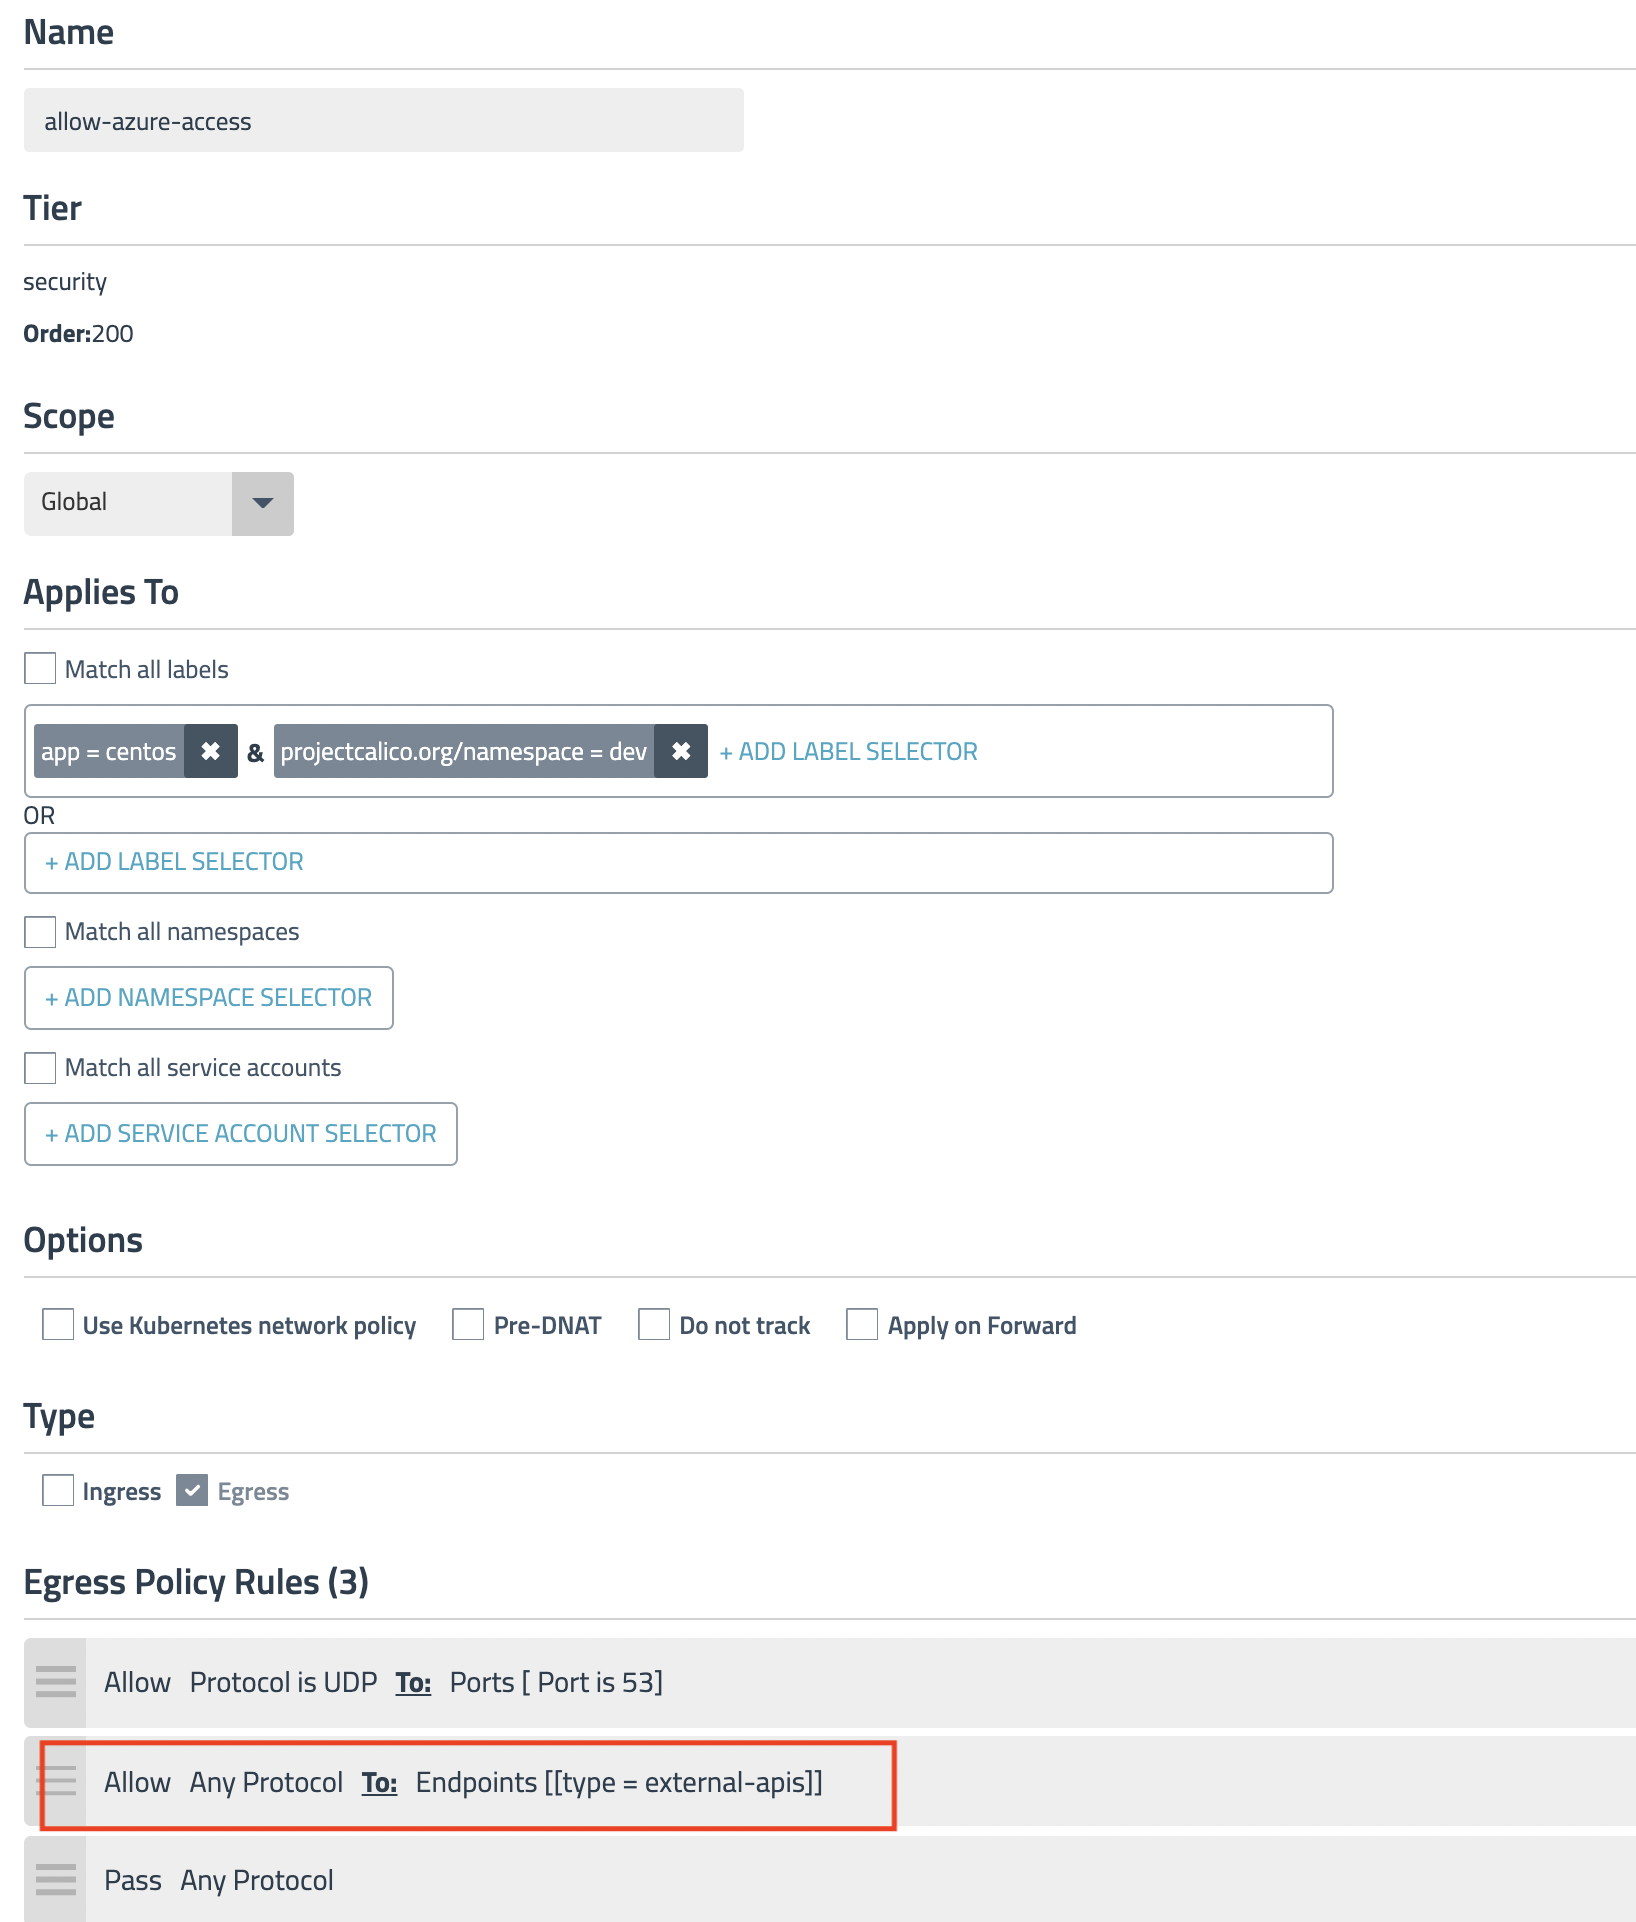 Name
allow-azure-access
Tier
security
Order:200
Scope
Global
Applies To
Match all labels
app = centos ✖ & projectcalico.org/namespace = dev ✖ + ADD LABEL SELECTOR
OR
+ ADD LABEL SELECTOR
Match all namespaces
+ ADD NAMESPACE SELECTOR
Match all service accounts
+ ADD SERVICE ACCOUNT SELECTOR
Options
Use Kubernetes network policy Pre-DNAT Do not track Apply on Forward
Type
Ingress Egress
Egress Policy Rules (3)
Allow Protocol is UDP To: Ports [ Port is 53]
Allow Any Protocol To: Endpoints [[type = external-apis]]
Pass Any Protocol